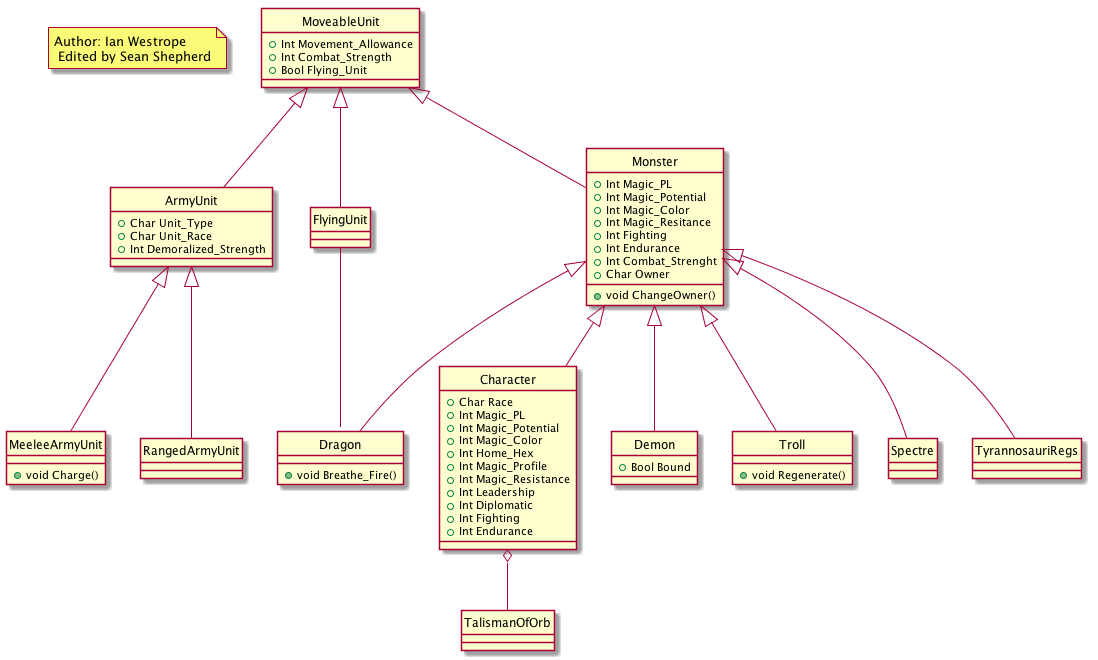 MoveableUnit
Int Movement_Allowance
Int Combat_Strength
Bool Flying_Unit
Author: Ian Westrope
Edited by Sean Shepherd
Monster
Int Magic_PL
Int Magic_Potential
Int Magic_Color
Int Magic_Resitance
Int Fighting
Int Endurance
Int Combat_Strenght
Char Owner
void ChangeOwner()
ArmyUnit
Char Unit_Type
Char Unit_Race
Int Demoralized_Strength
FlyingUnit
Character
Char Race
Int Magic_PL
Int Magic_Potential
Int Magic_Color
Int Home_Hex
Int Magic_Profile
Int Magic_Resistance
Int Leadership
Int Diplomatic
Int Fighting
Int Endurance
MeeleeArmyUnit
void Charge()
RangedArmyUnit
Dragon
void Breathe_Fire()
Demon
Bool Bound
Troll
void Regenerate()
Spectre
TyrannosauriRegs
TalismanOfOrb